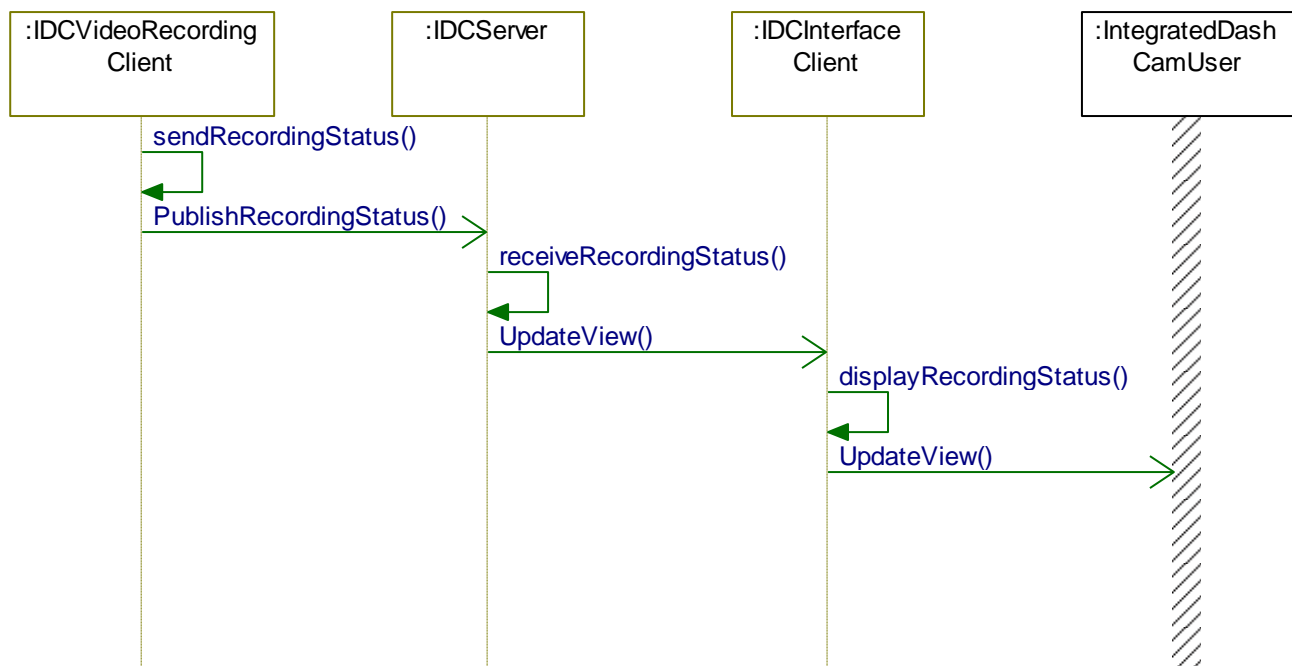 :IDCVideoRecording
Client
:IDCServer
:IDCInterface
Client
:IntegratedDash
CamUser
sendRecordingStatus()
PublishRecordingStatus()
receiveRecordingStatus()
UpdateView()
displayRecordingStatus()
UpdateView()